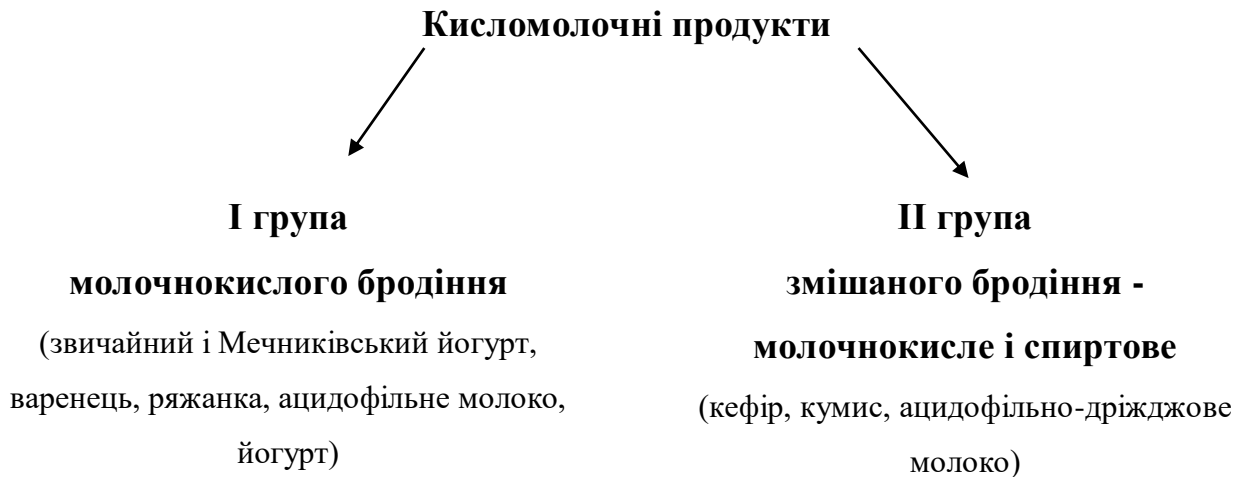 Кисломолочні продукти
І група
молочнокислого бродіння
(звичайний і Мечниківський йогурт,
варенець, ряжанка, ацидофільне молоко,
йогурт)
ІІ група
змішаного бродіння -
молочнокисле і спиртове
(кефір, кумис, ацидофільно-дріжджове
молоко)